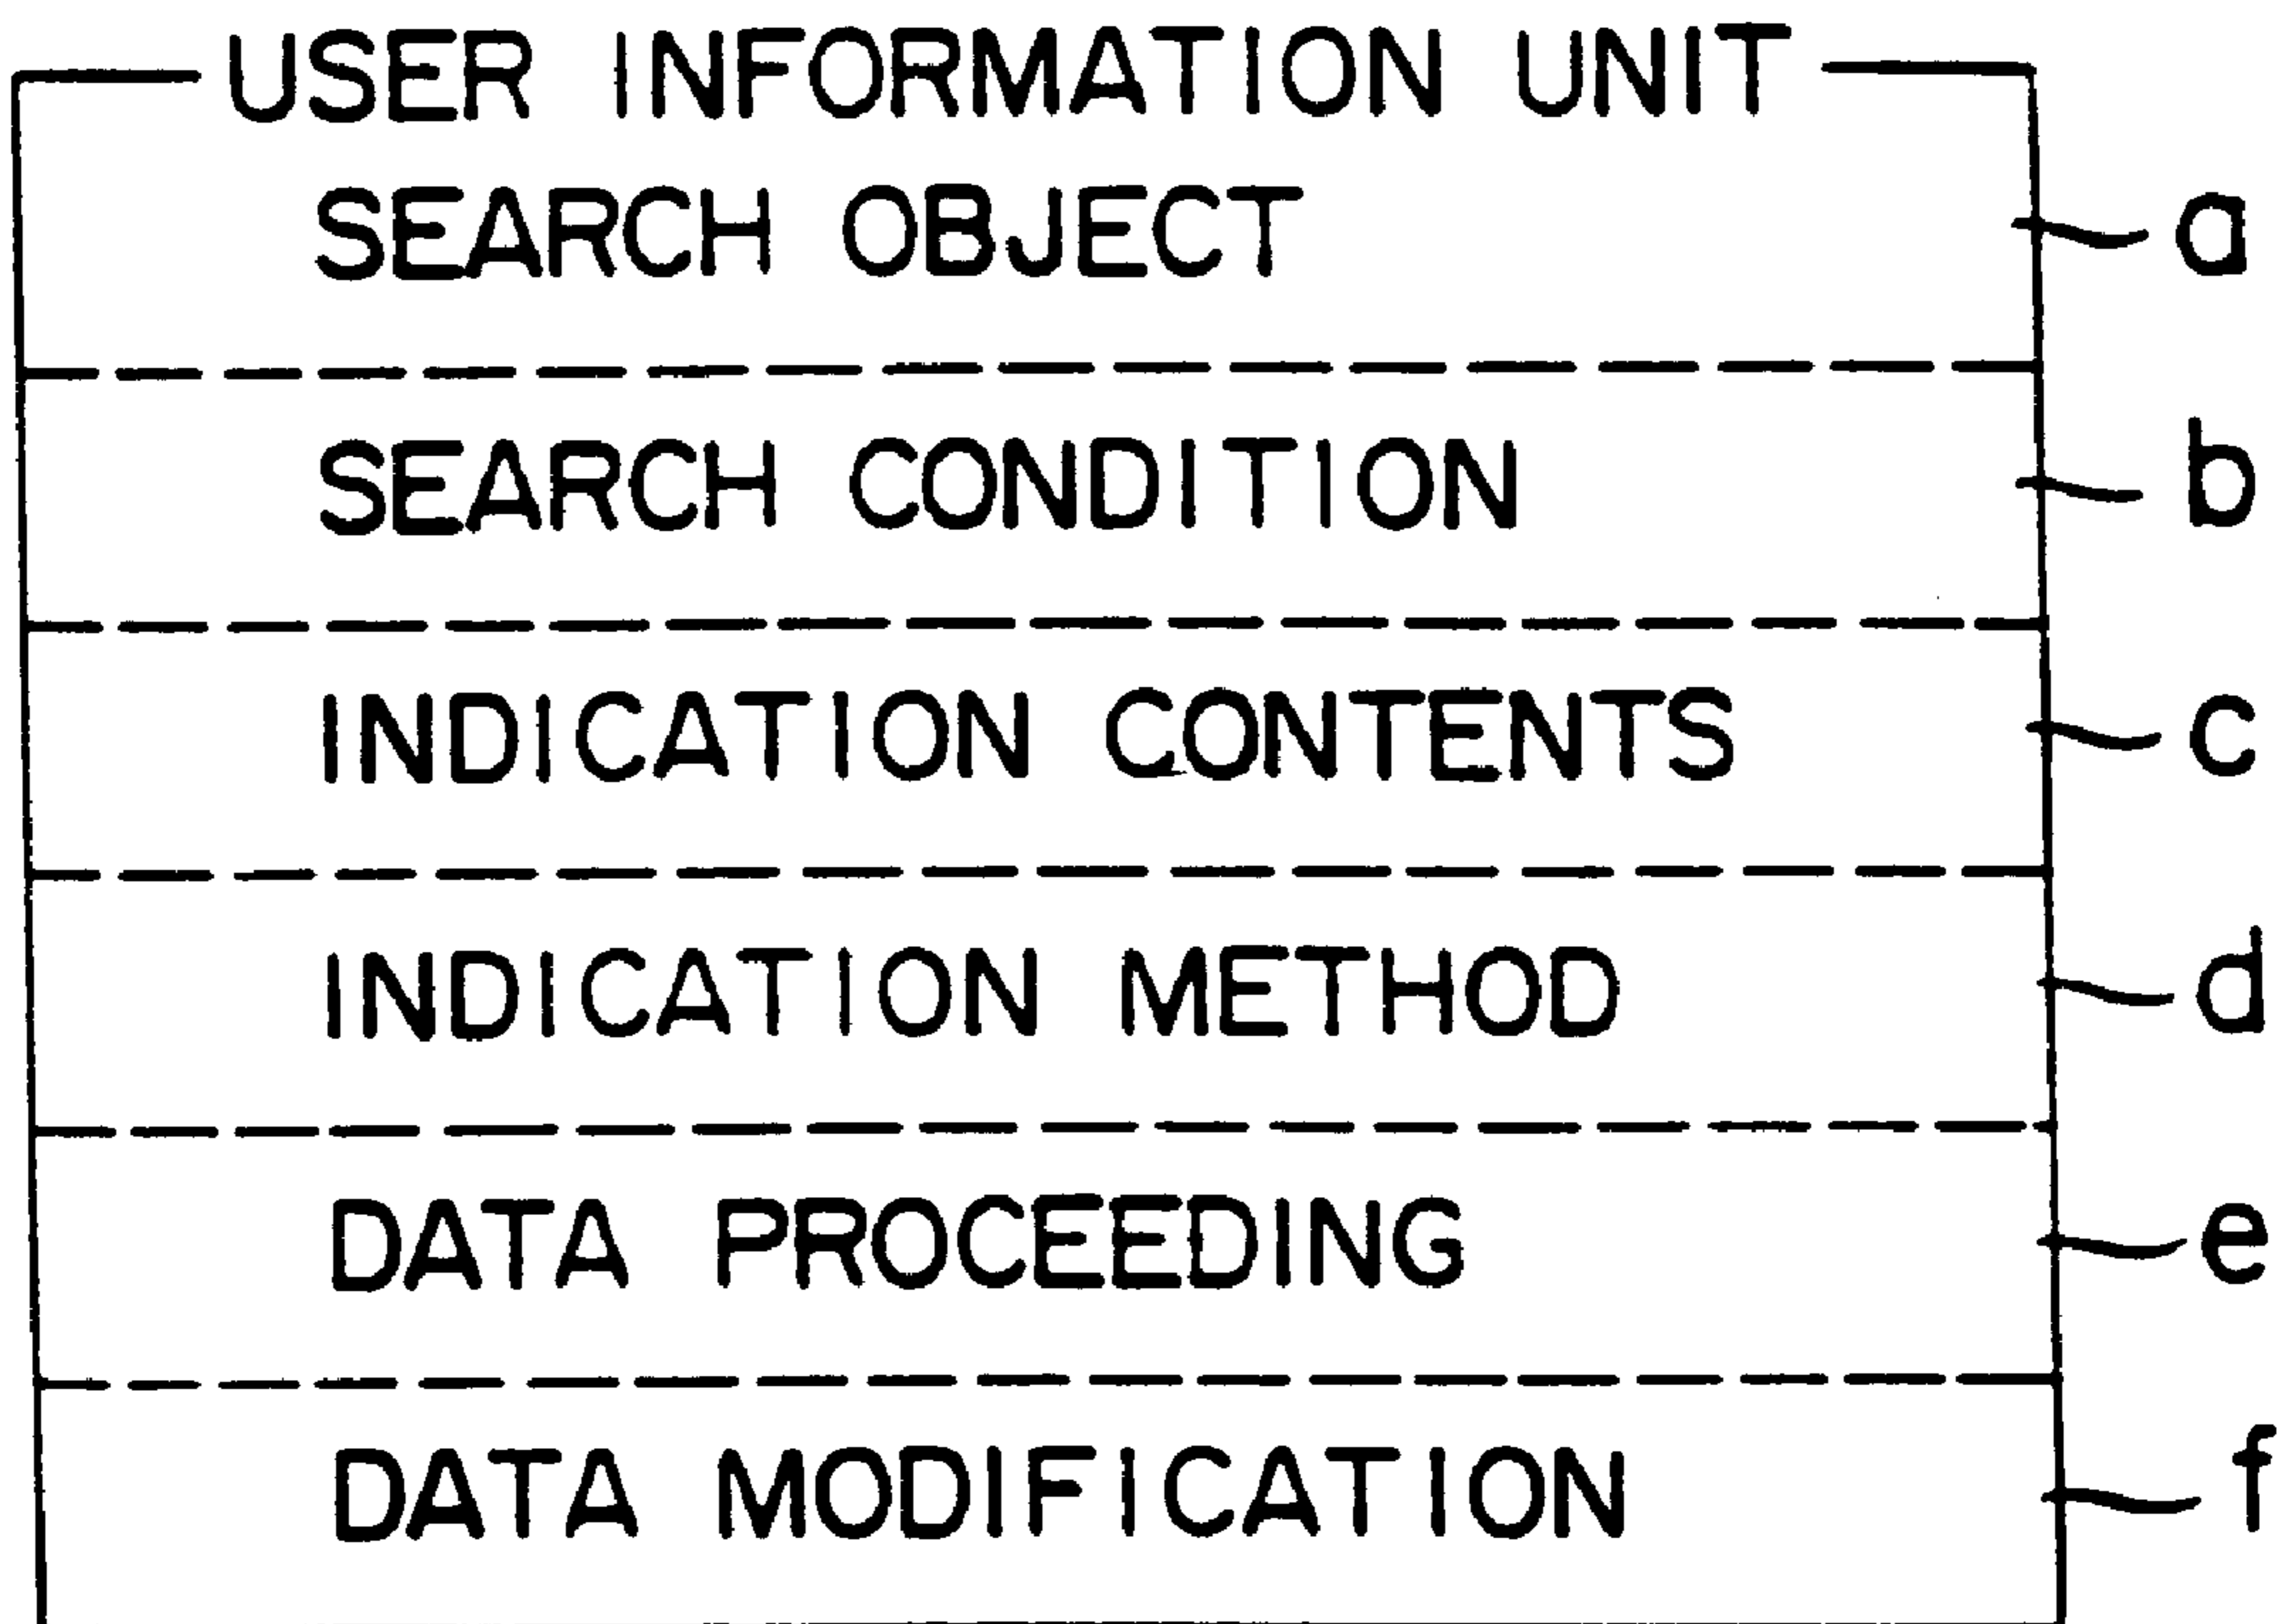 USER INFORMATION UNIT
SEARCH OBJECT a
SEARCH CONDITION b
INDICATION CONTENTS c
INDICATION METHOD d
DATA PROCEEDING e
DATA MODIFICATION f